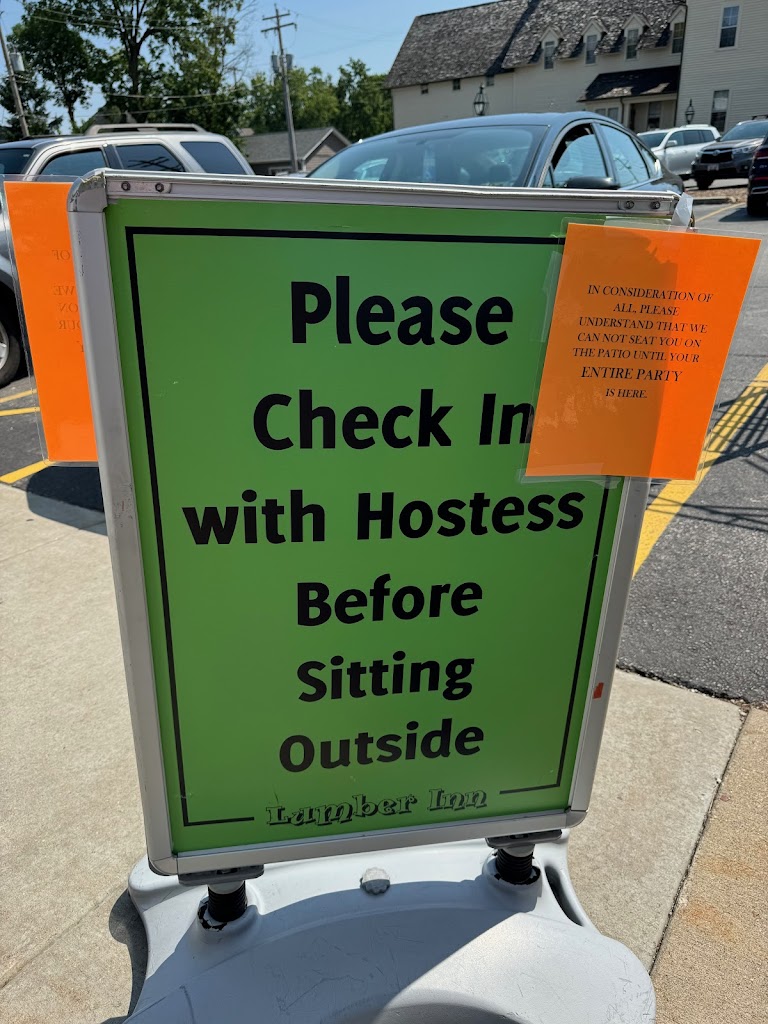 Please
Check In
with Hostess
Before
Sitting
Outside
Lumber Inn
IN CONSIDERATION OF
ALL, PLEASE
UNDERSTAND THAT WE
CAN NOT SEAT YOU ON
THE PATIO UNTIL YOUR
ENTIRE PARTY
IS HERE.